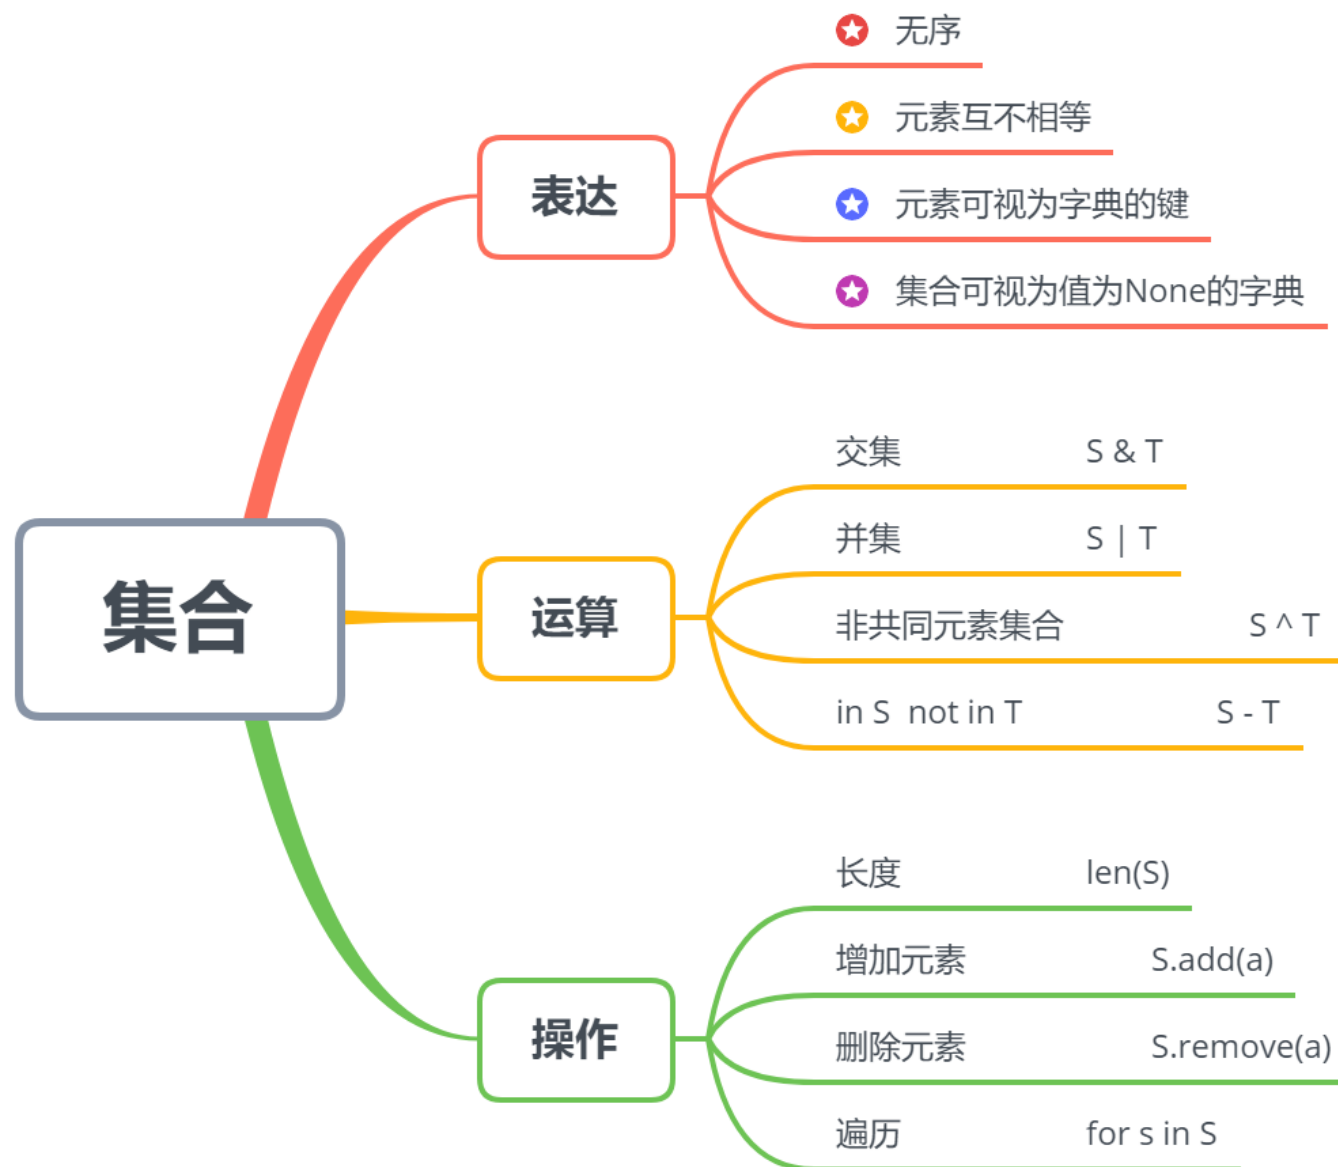 无序
元素互不相等
表达
元素可视为字典的键
集合可视为值为None的字典
交集 S & T
并集 S | T
集合
运算
非共同元素集合 S ^ T
in S not in T S - T
长度 len(S)
增加元素 S.add(a)
操作
删除元素 S.remove(a)
遍历 for s in S